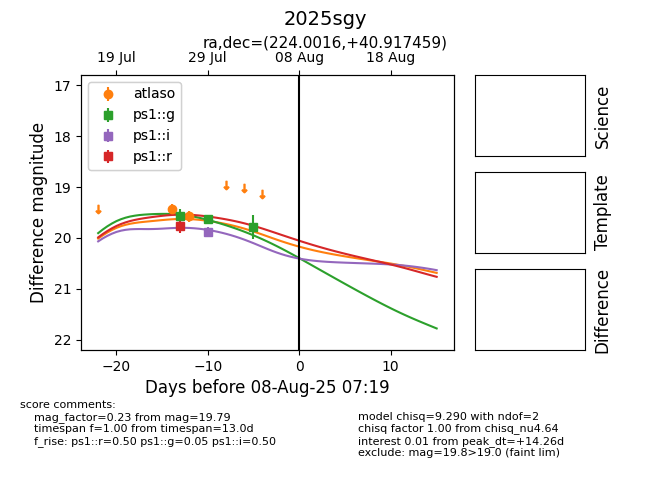 2025sgy
ra,dec=(224.0016,+40.917459)
19 Jul 29 Jul 08 Aug 18 Aug
atlaso
ps1::g
ps1::i
ps1::r
17
18
19
20
21
22
Difference magnitude
−20 −10 0 10
Days before 08-Aug-25 07:19
Science
Template
Difference
score comments:
mag_factor=0.23 from mag=19.79
timespan f=1.00 from timespan=13.0d
f_rise: ps1::r=0.50 ps1::g=0.05 ps1::i=0.50
model chisq=9.290 with ndof=2
chisq factor 1.00 from chisq_nu4.64
interest 0.01 from peak_dt=+14.26d
exclude: mag=19.8>19.0 (faint lim)